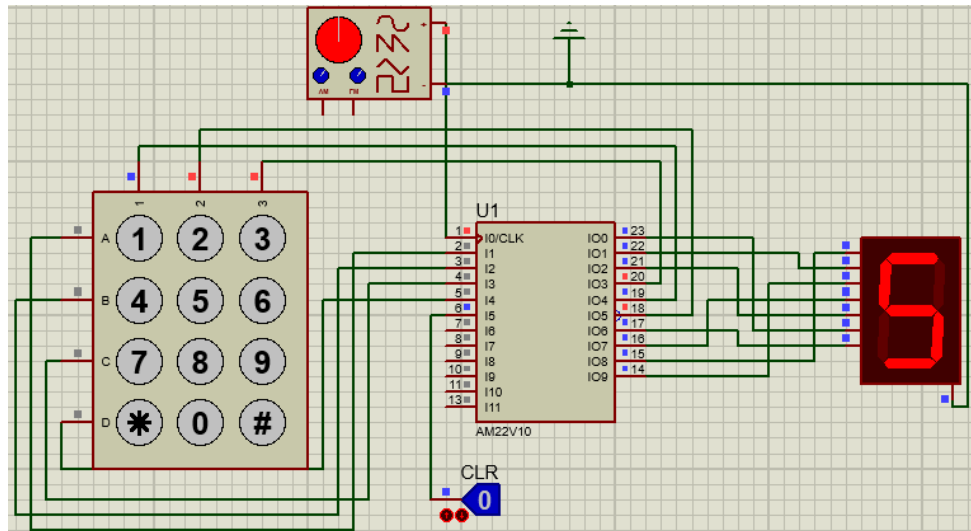 +
-
AM FM
1 2 3
A 1 2 3
B 4 5 6
C 7 8 9
D * 0 #
U1
1 I0/CLK IO0 23
2 I1 IO1 22
3 I2 IO2 21
4 I3 IO3 20
5 I4 IO4 19
6 I5 IO5 18
7 I6 IO6 17
8 I7 IO7 16
9 I8 IO8 15
10 I9 IO9 14
11 I10
13 I11
AM22V10
5
CLR
0